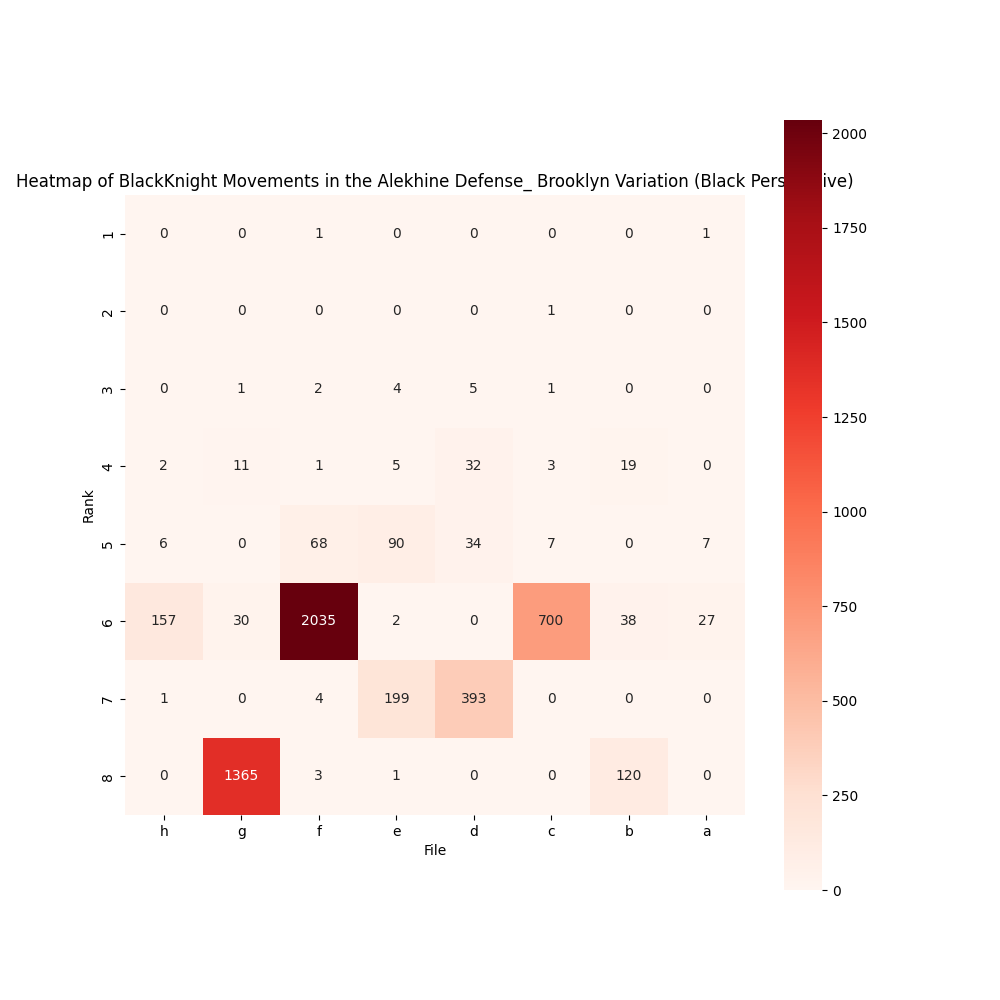 Heatmap of BlackKnight Movements in the Alekhine Defense_ Brooklyn Variation (Black Pers ive)
2000
1750
1500
1250
1000
750
500
250
0
Rank
1 0 0 1 0 0 0 0 1
2 0 0 0 0 0 1 0 0
3 0 1 2 4 5 1 0 0
4 2 11 1 5 32 3 19 0
5 6 0 68 90 34 7 0 7
6 157 30 2035 2 0 700 38 27
7 1 0 4 199 393 0 0 0
8 0 1365 3 1 0 0 120 0
h g f e d c b a
File